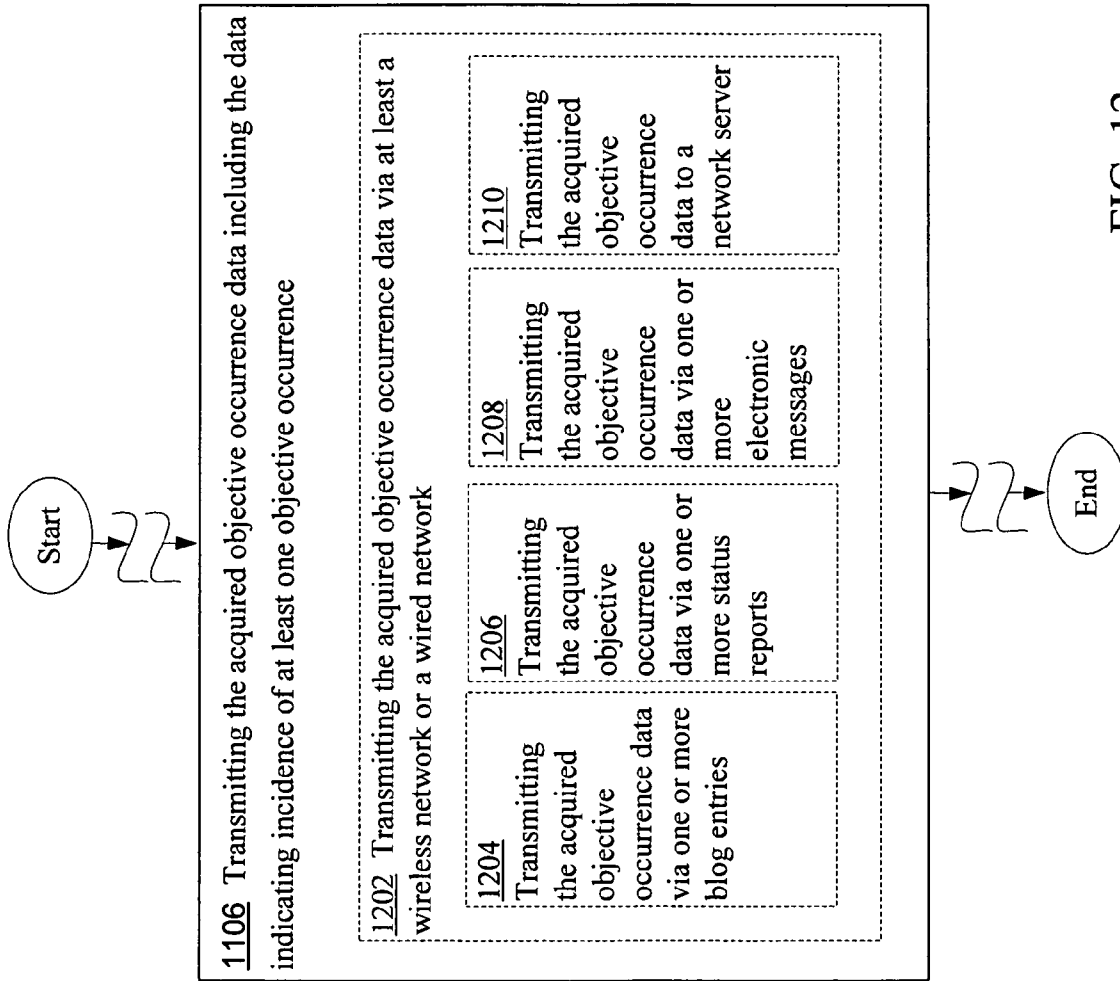 Start
1106 Transmitting the acquired objective occurrence data including the data
indicating incidence of at least one objective occurrence
1202 Transmitting the acquired objective occurrence data via at least a
wireless network or a wired network
1204
Transmitting
the acquired
objective
occurrence data
via one or more
blog entries
1206
Transmitting
the acquired
objective
occurrence
data via one or
more status
reports
1208
Transmitting
the acquired
objective
occurrence
data via one or
more
electronic
messages
1210
Transmitting
the acquired
objective
occurrence
data to a
network server
End